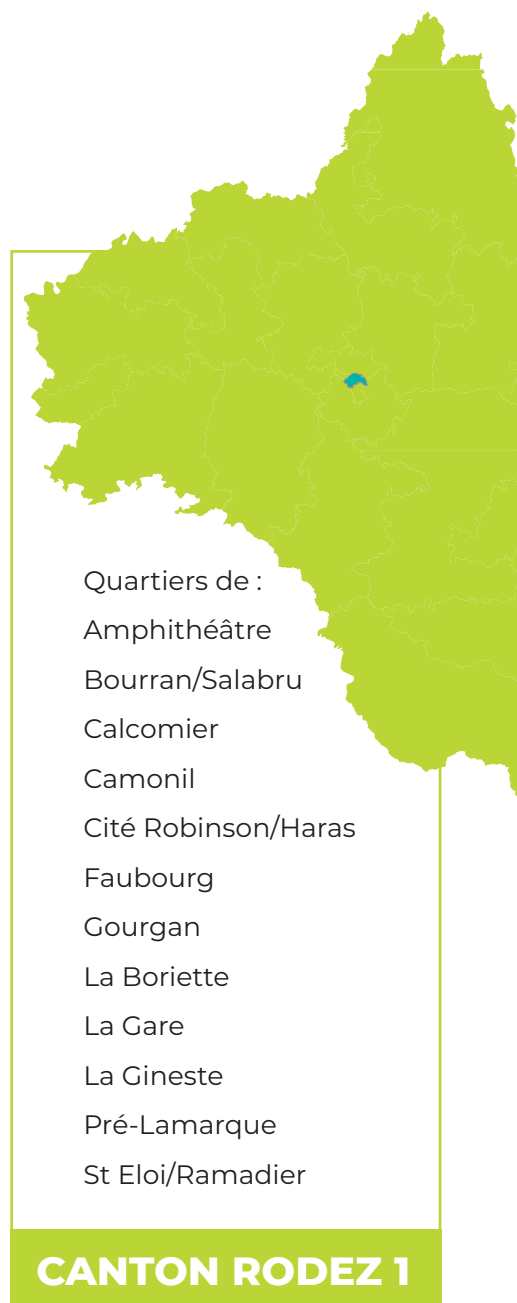 Quartiers de :
Amphithéâtre
Bourran/Salabru
Calcomier
Camonil
Cité Robinson/Haras
Faubourg
Gourgan
La Boriette
La Gare
La Gineste
Pré-Lamarque
St Eloi/Ramadier
CANTON RODEZ 1